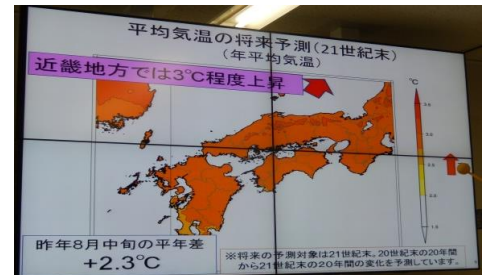 平均気温の将来予測(21世紀末)
(年平均気温)
近畿地方では3℃程度上昇
℃
昨年8月中旬の平年差
+2.3℃
※将来の予測対象は21世紀末。20世紀末の20年間
から21世紀末の20年間の変化を予測しています。